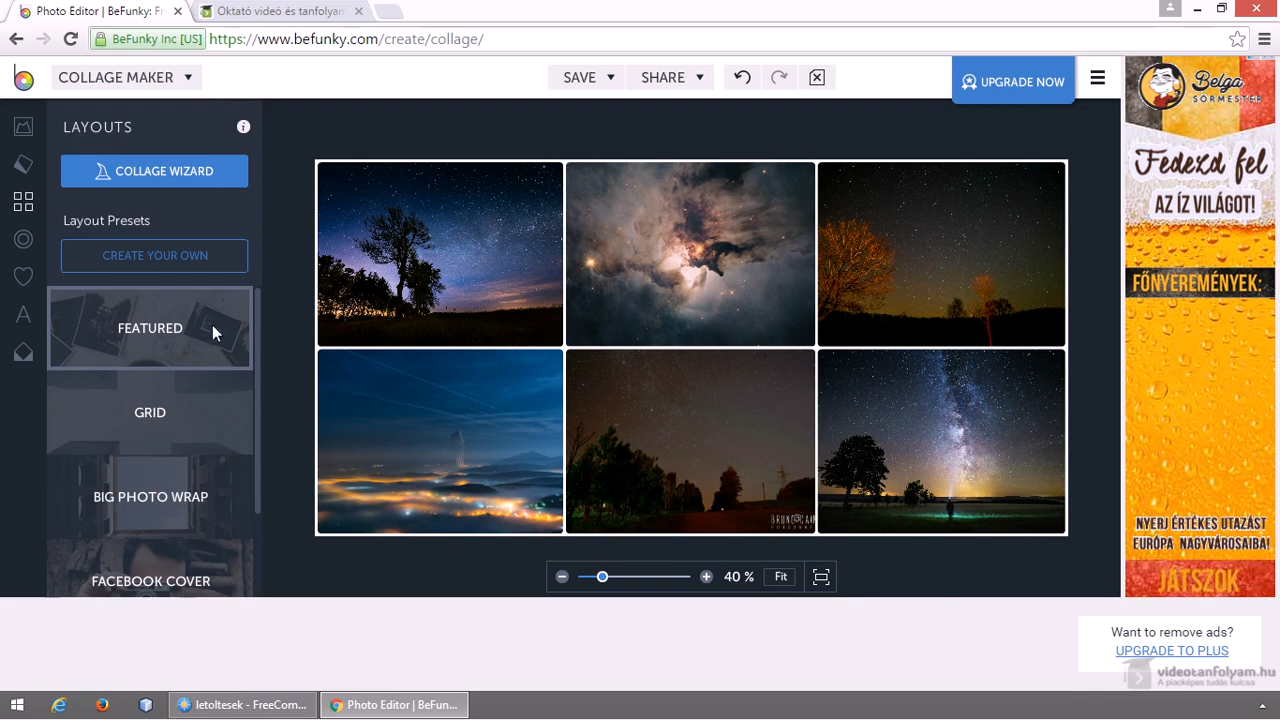 Photo Editor | BeFunky: Fr
Oktató videó és tanfolyam
BeFunky Inc [US]
https://www.befunky.com/create/collage/
COLLAGE MAKER
SAVE
SHARE
UPGRADE NOW
LAYOUTS
COLLAGE WIZARD
Layout Presets
CREATE YOUR OWN
FEATURED
GRID
BIG PHOTO WRAP
FACEBOOK COVER
40 %
Fit
Belga
SÖRMESTER
Fedezd fel
AZ ÍZ VILÁGOT!
FŐNYEREMÉNYEK:
NYERJ ÉRTÉKES UTAZÁST
EURÓPA NAGYVÁROSAIBA!
JÁTSZOK
Want to remove ads?
UPGRADE TO PLUS
videotanfolyam.hu
A piacképes tudás kulcsa
letoltesek - FreeCom...
Photo Editor | BeFun...